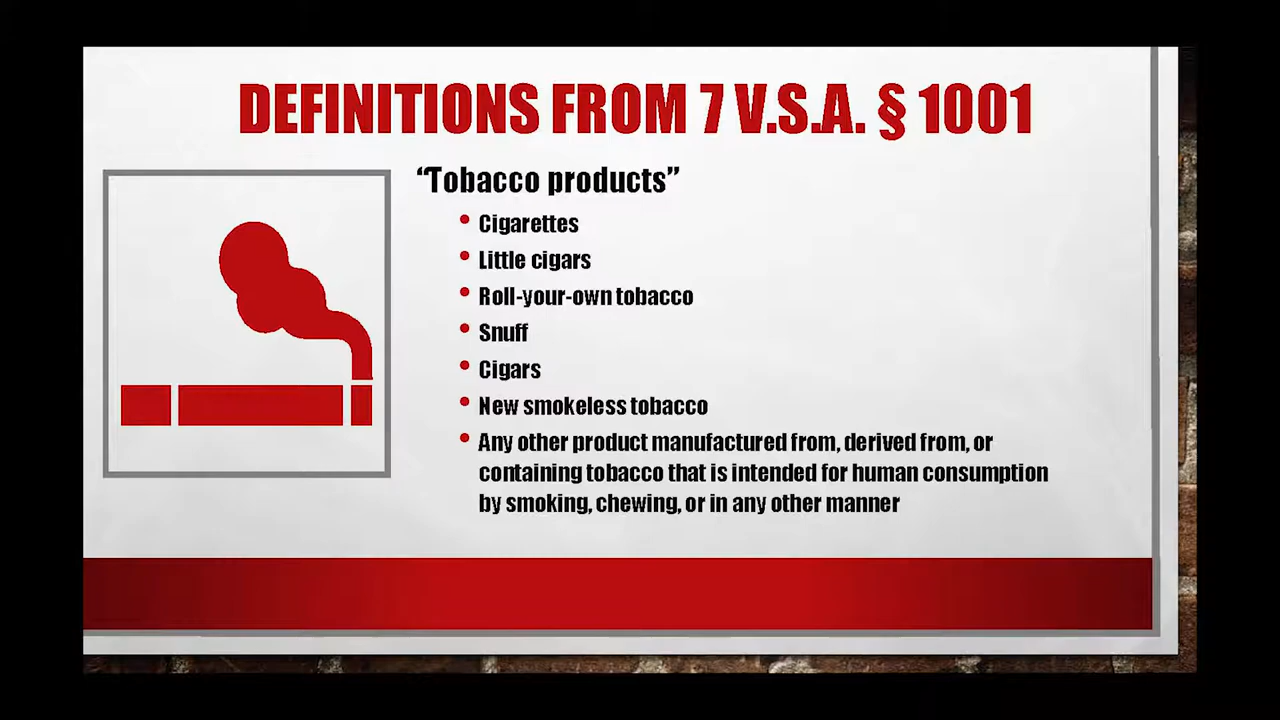 DEFINITIONS FROM 7 V.S.A. § 1001
“Tobacco products”
• Cigarettes
• Little cigars
• Roll-your-own tobacco
• Snuff
• Cigars
• New smokeless tobacco
• Any other product manufactured from, derived from, or
containing tobacco that is intended for human consumption
by smoking, chewing, or in any other manner